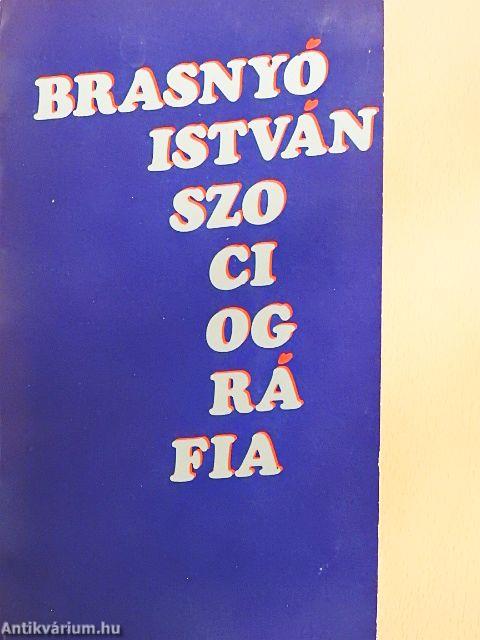 BRASNYÓ
ISTVÁN
SZO
CI
OG
RÁ
FIA
Antikvárium.hu